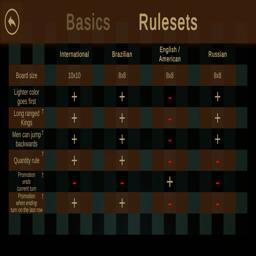 Basics Rulesets
International Brazilian English / American Russian
Board size 10x10 8x8 8x8 8x8
Lighter color
goes first + + - +
Long ranged
Kings + + - +
Men can jump
backwards + + - +
Quantity rule + + - -
Promotion
ends
current turn - - + -
Promotion
when ending
turn on the last row + + - -